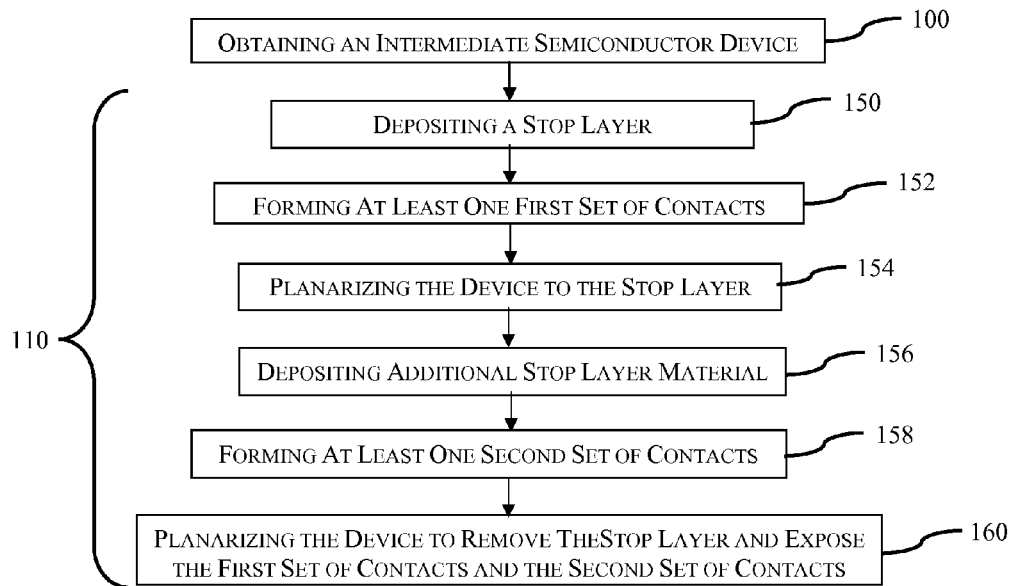 OBTAINING AN INTERMEDIATE SEMICONDUCTOR DEVICE
100
DEPOSITING A STOP LAYER
150
FORMING AT LEAST ONE FIRST SET OF CONTACTS
152
PLANARIZING THE DEVICE TO THE STOP LAYER
154
110
DEPOSITING ADDITIONAL STOP LAYER MATERIAL
156
FORMING AT LEAST ONE SECOND SET OF CONTACTS
158
PLANARIZING THE DEVICE TO REMOVE THESTOP LAYER AND EXPOSE
THE FIRST SET OF CONTACTS AND THE SECOND SET OF CONTACTS
160